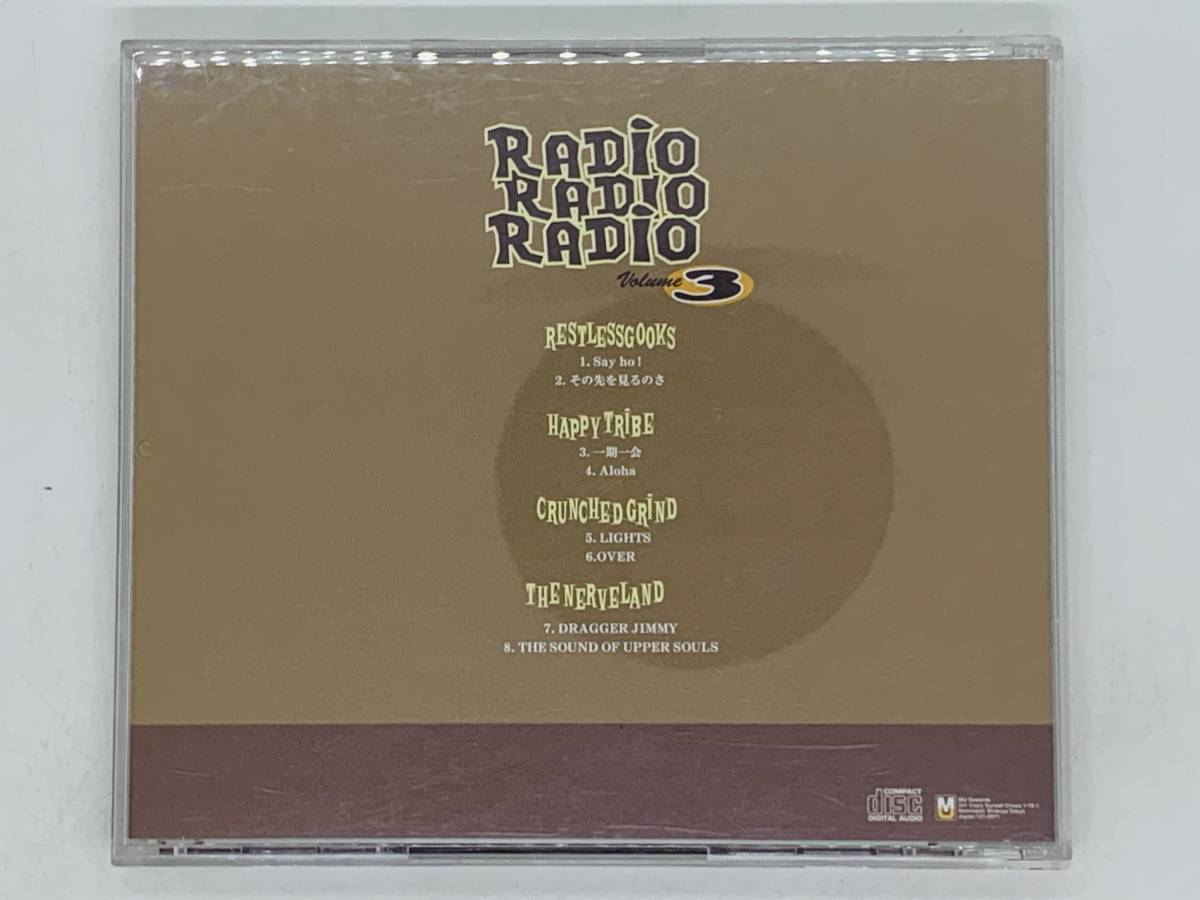 RADiO
RADIO
RADiO
Volume 3
RESTLESSGOOKS
1. Say ho!
2. その先を見るのさ
HAPPY TRiBE
3. 一期一会
4. Aloha
CRUNCHED GRiND
5. LIGHTS
6.OVER
THE NERVELAND
7. DRAGGER JIMMY
8. THE SOUND OF UPPER SOULS
COMPACT
disc
DIGITAL AUDIO
MU